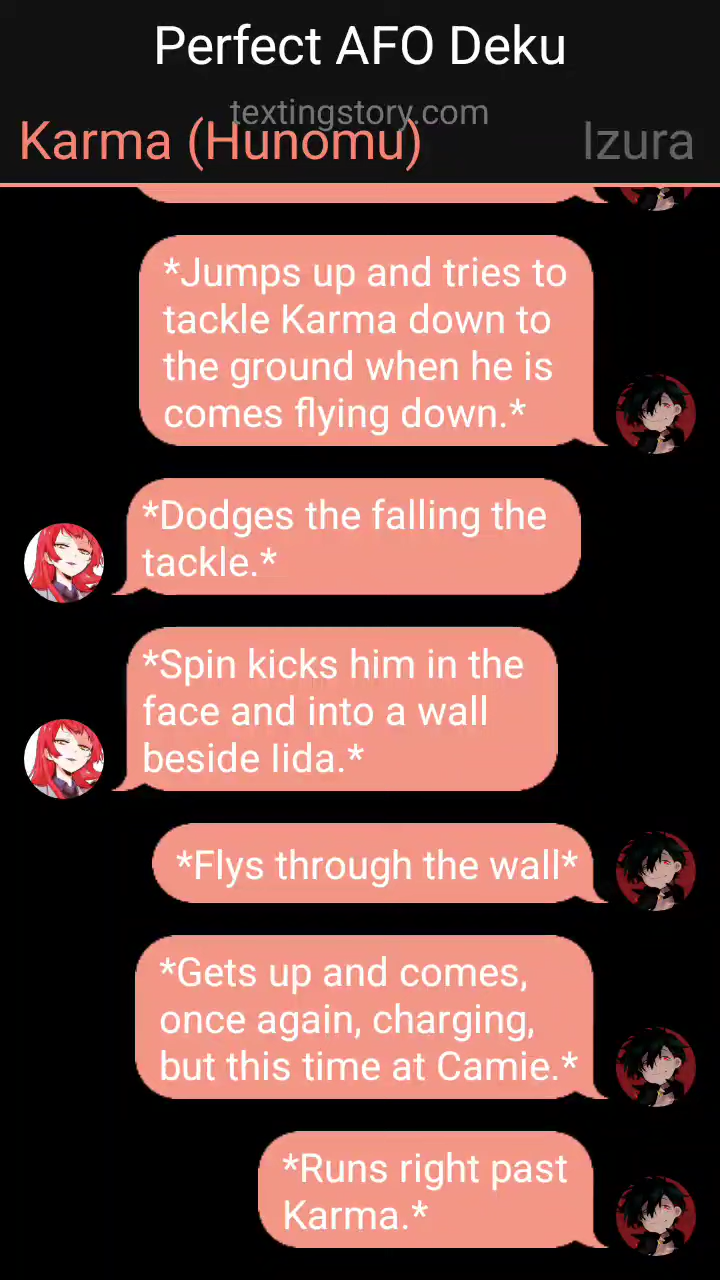 Perfect AFO Deku
textingstory.com
Karma (Hunomu)
Izura
*Jumps up and tries to
tackle Karma down to
the ground when he is
comes flying down.*
*Dodges the falling the
tackle.*
*Spin kicks him in the
face and into a wall
beside Iida.*
*Flys through the wall*
*Gets up and comes,
once again, charging,
but this time at Camie.*
*Runs right past
Karma.*